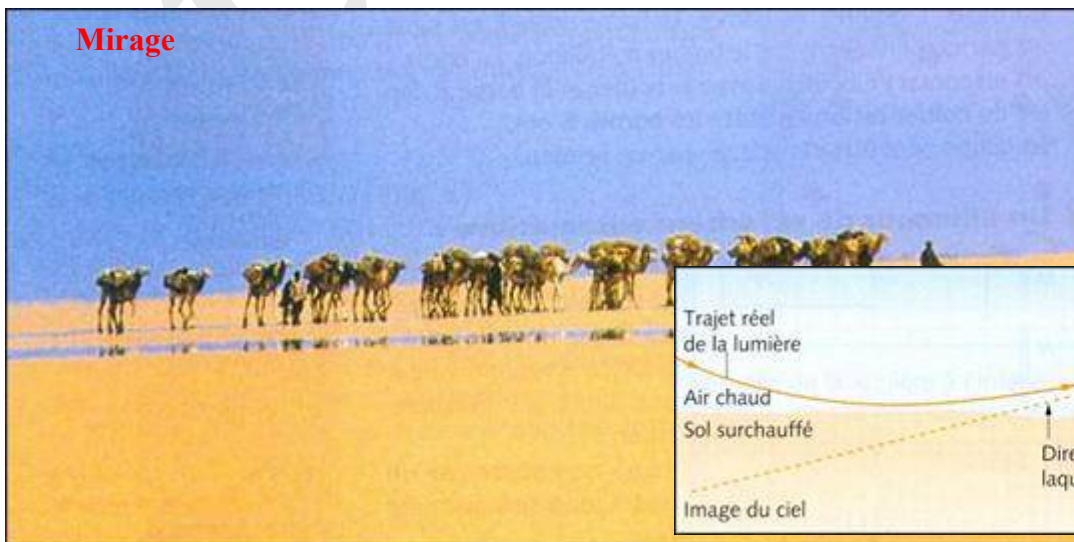 Mirage
Trajet réel
de la lumière
Air chaud
Sol surchauffé
Dire
laqu
Image du ciel